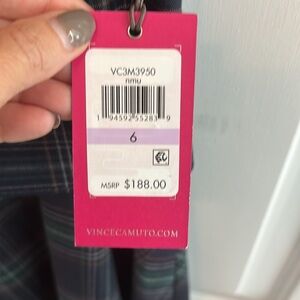 VC3M3950
nmu
1 94592 55283 9
6
MSRP $188.00
VINCECAMUTO.COM